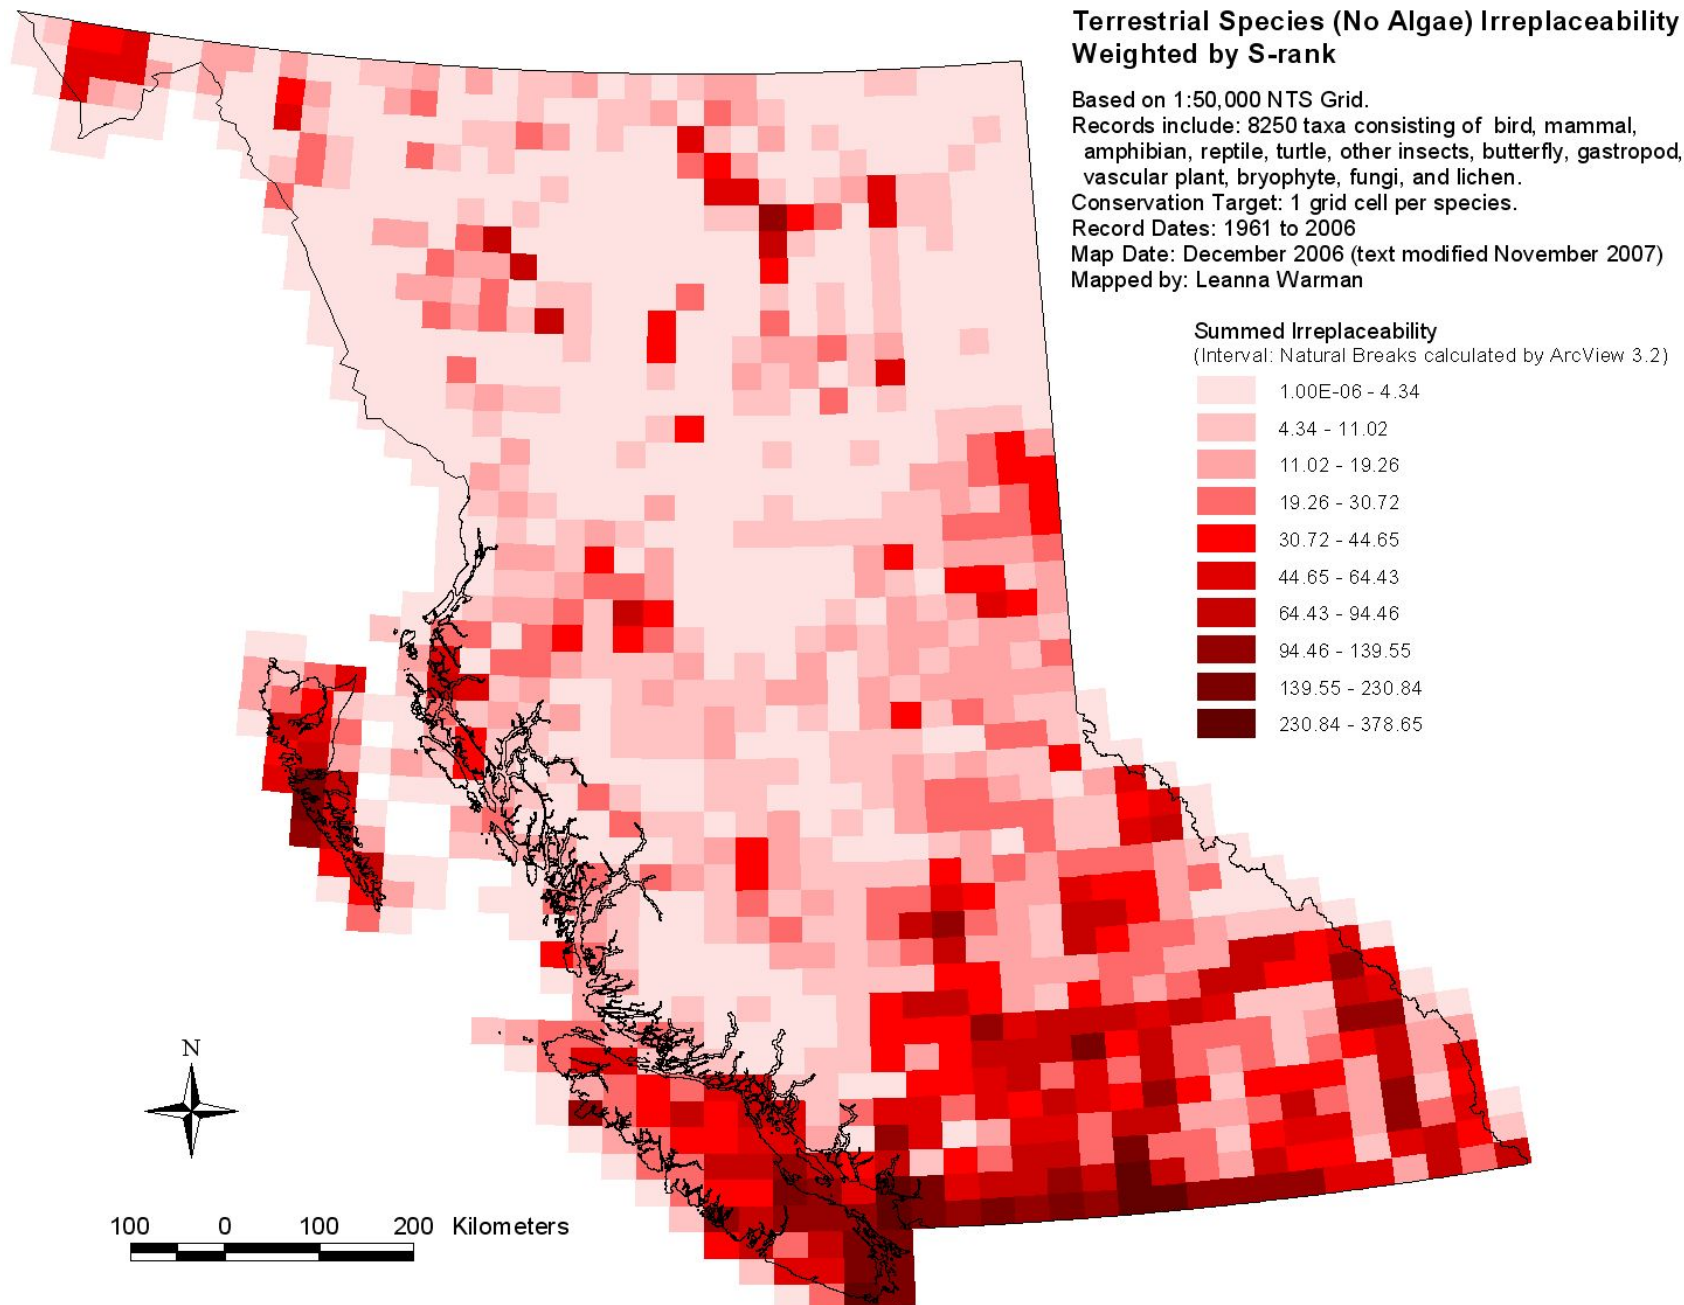 Terrestrial Species (No Algae) Irreplaceability
Weighted by S-rank
Based on 1:50,000 NTS Grid.
Records include: 8250 taxa consisting of bird, mammal,
amphibian, reptile, turtle, other insects, butterfly, gastropod,
vascular plant, bryophyte, fungi, and lichen.
Conservation Target: 1 grid cell per species.
Record Dates: 1961 to 2006
Map Date: December 2006 (text modified November 2007)
Mapped by: Leanna Warman
Summed Irreplaceability
(Interval: Natural Breaks calculated by ArcView 3.2)
1.00E-06 - 4.34
4.34 - 11.02
11.02 - 19.26
19.26 - 30.72
30.72 - 44.65
44.65 - 64.43
64.43 - 94.46
94.46 - 139.55
139.55 - 230.84
230.84 - 378.65
N
100 0 100 200 Kilometers